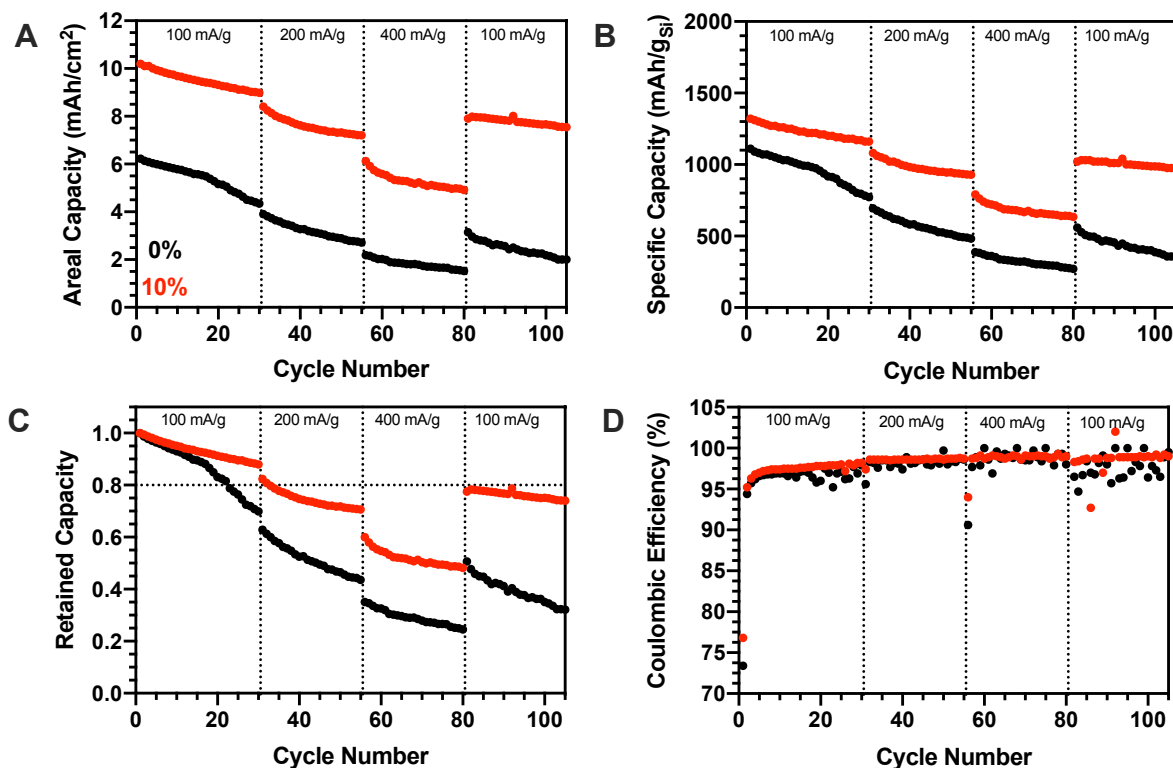 A
100 mA/g 200 mA/g 400 mA/g 100 mA/g
Areal Capacity (mAh/cm²)
12
10
8
6
4
2
0
0%
10%
0 20 40 60 80 100
Cycle Number
B
100 mA/g 200 mA/g 400 mA/g 100 mA/g
Specific Capacity (mAh/gSi)
2000
1500
1000
500
0
0 20 40 60 80 100
Cycle Number
C
100 mA/g 200 mA/g 400 mA/g 100 mA/g
Retained Capacity
1.0
0.8
0.6
0.4
0.2
0.0
0 20 40 60 80 100
Cycle Number
D
100 mA/g 200 mA/g 400 mA/g 100 mA/g
Coulombic Efficiency (%)
105
100
95
90
85
80
75
70
0 20 40 60 80 100
Cycle Number